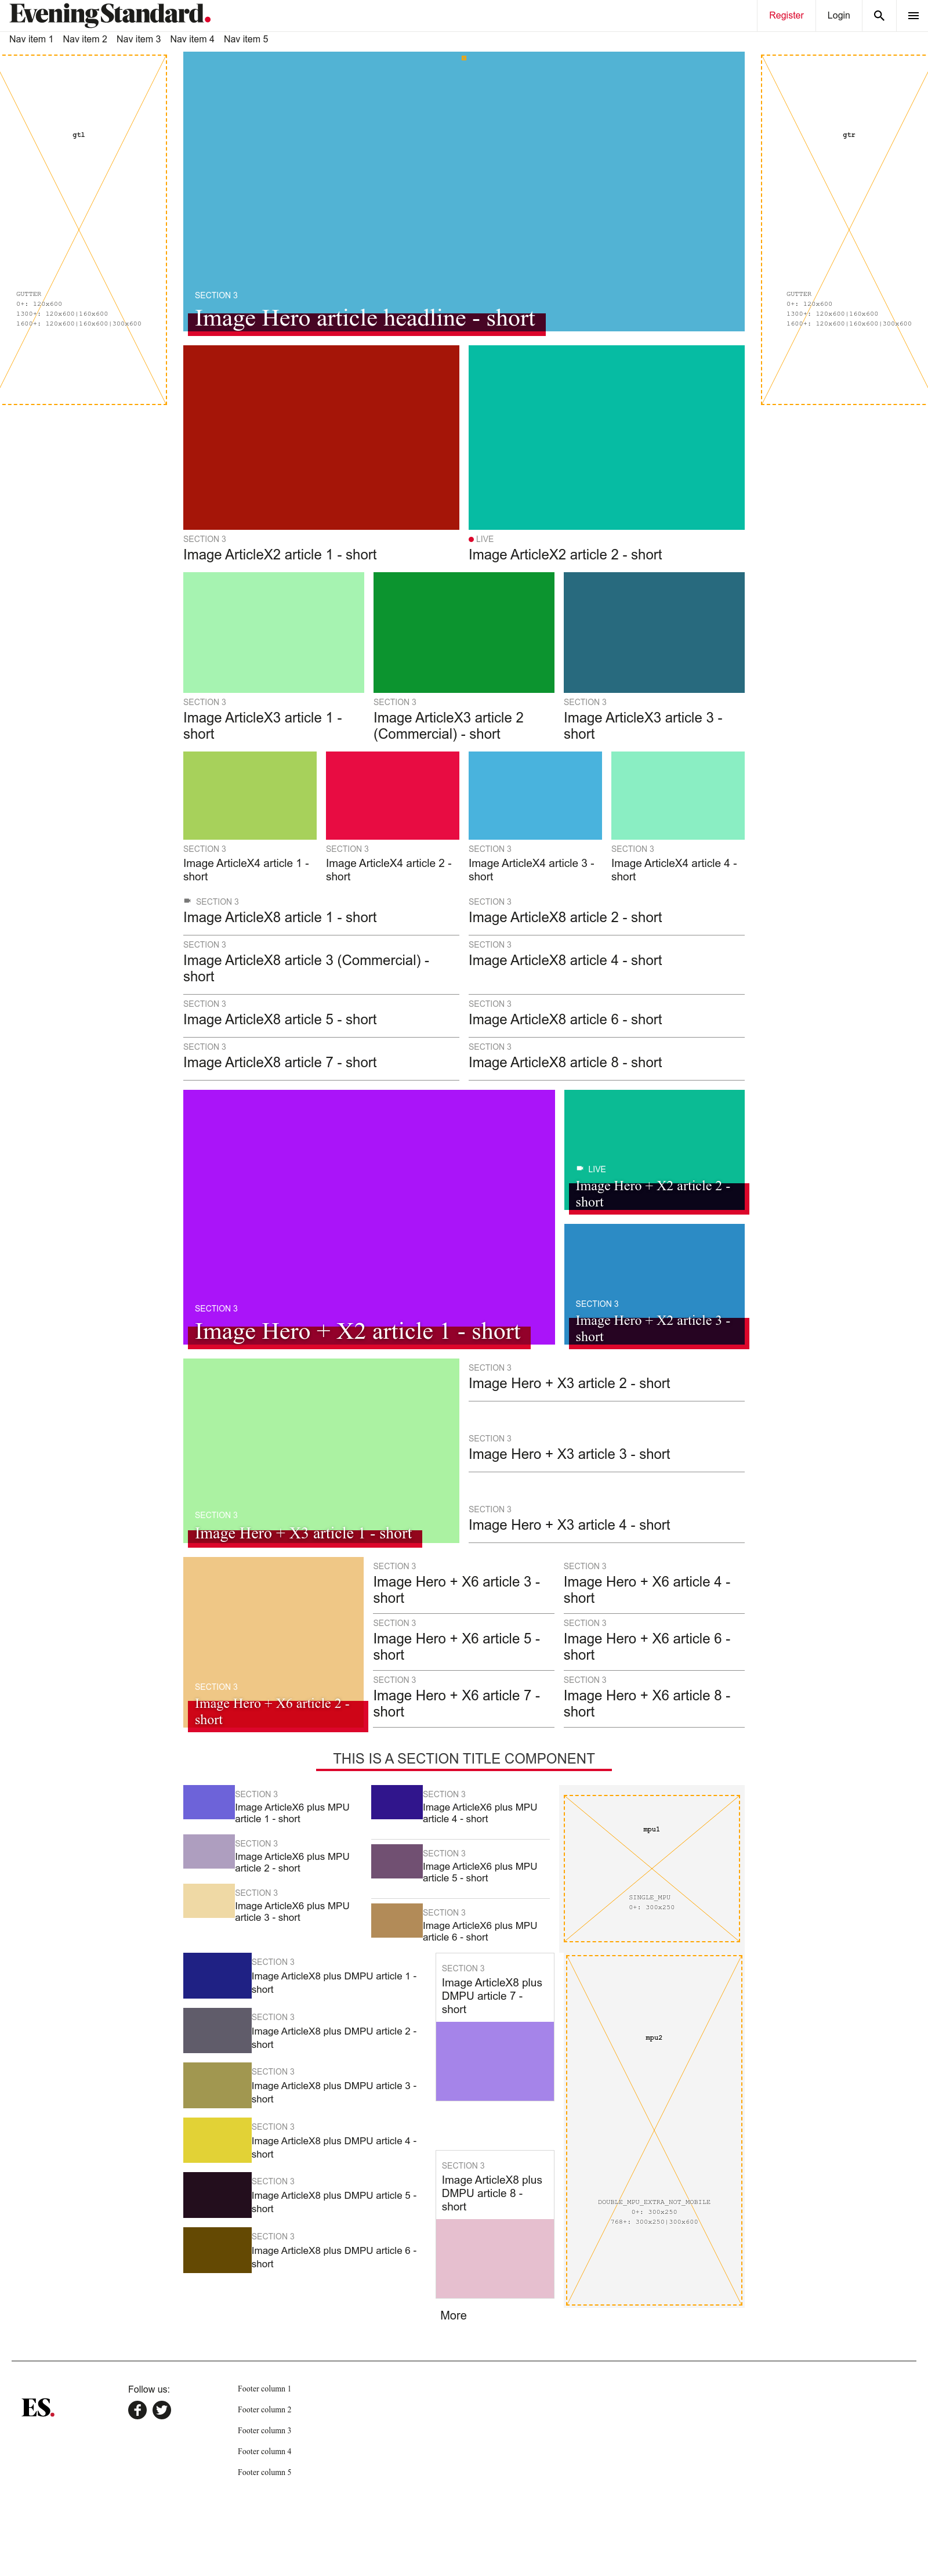 Evening Standard.
Register
Login
Nav item 1
Nav item 2
Nav item 3
Nav item 4
Nav item 5
gtl
GUTTER
0+: 120x600
1300+: 120x600|160x600
1600+: 120x600|160x600|300x600
gtr
GUTTER
0+: 120x600
1300+: 120x600|160x600
1600+: 120x600|160x600|300x600
SECTION 3
Image Hero article headline - short
SECTION 3
Image ArticleX2 article 1 - short
LIVE
Image ArticleX2 article 2 - short
SECTION 3
Image ArticleX3 article 1 -
short
SECTION 3
Image ArticleX3 article 2
(Commercial) - short
SECTION 3
Image ArticleX3 article 3 -
short
SECTION 3
Image ArticleX4 article 1 -
short
SECTION 3
Image ArticleX4 article 2 -
short
SECTION 3
Image ArticleX4 article 3 -
short
SECTION 3
Image ArticleX4 article 4 -
short
SECTION 3
Image ArticleX8 article 1 - short
SECTION 3
Image ArticleX8 article 2 - short
SECTION 3
Image ArticleX8 article 3 (Commercial) -
short
SECTION 3
Image ArticleX8 article 4 - short
SECTION 3
Image ArticleX8 article 5 - short
SECTION 3
Image ArticleX8 article 6 - short
SECTION 3
Image ArticleX8 article 7 - short
SECTION 3
Image ArticleX8 article 8 - short
SECTION 3
Image Hero + X2 article 1 - short
LIVE
Image Hero + X2 article 2 -
short
SECTION 3
Image Hero + X2 article 3 -
short
SECTION 3
Image Hero + X3 article 1 - short
SECTION 3
Image Hero + X3 article 2 - short
SECTION 3
Image Hero + X3 article 3 - short
SECTION 3
Image Hero + X3 article 4 - short
SECTION 3
Image Hero + X6 article 2 -
short
SECTION 3
Image Hero + X6 article 3 -
short
SECTION 3
Image Hero + X6 article 4 -
short
SECTION 3
Image Hero + X6 article 5 -
short
SECTION 3
Image Hero + X6 article 6 -
short
SECTION 3
Image Hero + X6 article 7 -
short
SECTION 3
Image Hero + X6 article 8 -
short
THIS IS A SECTION TITLE COMPONENT
SECTION 3
Image ArticleX6 plus MPU
article 1 - short
SECTION 3
Image ArticleX6 plus MPU
article 2 - short
SECTION 3
Image ArticleX6 plus MPU
article 3 - short
SECTION 3
Image ArticleX6 plus MPU
article 4 - short
SECTION 3
Image ArticleX6 plus MPU
article 5 - short
SECTION 3
Image ArticleX6 plus MPU
article 6 - short
mpu1
SINGLE_MPU
0+: 300x250
SECTION 3
Image ArticleX8 plus DMPU article 1 -
short
SECTION 3
Image ArticleX8 plus DMPU article 2 -
short
SECTION 3
Image ArticleX8 plus DMPU article 3 -
short
SECTION 3
Image ArticleX8 plus DMPU article 4 -
short
SECTION 3
Image ArticleX8 plus DMPU article 5 -
short
SECTION 3
Image ArticleX8 plus DMPU article 6 -
short
SECTION 3
Image ArticleX8 plus
DMPU article 7 -
short
SECTION 3
Image ArticleX8 plus
DMPU article 8 -
short
mpu2
DOUBLE_MPU_EXTRA_NOT_MOBILE
0+: 300x250
768+: 300x250|300x600
More
ES.
Follow us:
Footer column 1
Footer column 2
Footer column 3
Footer column 4
Footer column 5